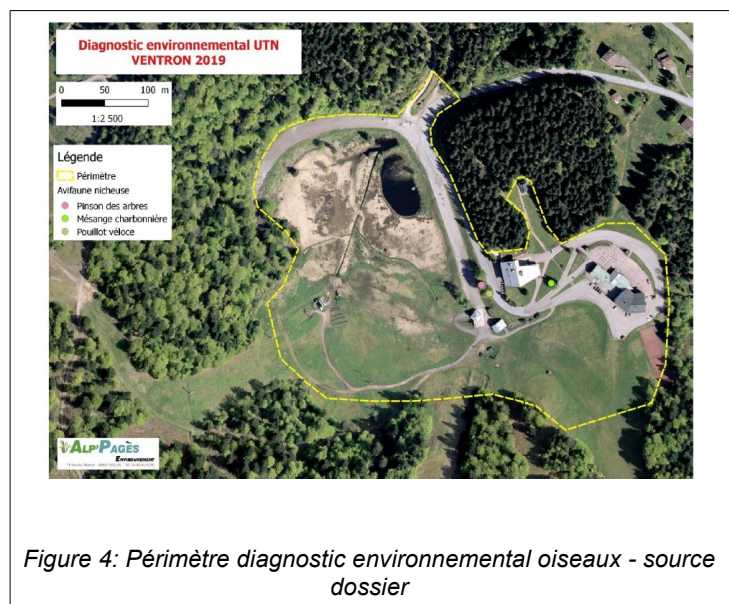 Diagnostic environnemental UTN
VENTRON 2019
0 50 100 m
1:2 500
Légende
Périmètre
Avifaune nicheuse
Pinson des arbres
Mésange charbonnière
Pouillot véloce
ALP'PAGES
ENVIRONNEMENT
Figure 4: Périmètre diagnostic environnemental oiseaux - source
dossier